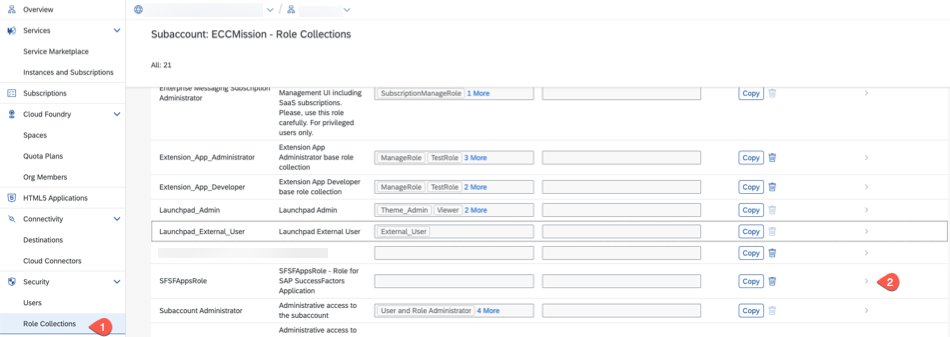 Overview
/
Services
Subaccount: ECCMission - Role Collections
Service Marketplace
All: 21
Instances and Subscriptions
Subscriptions
Enterprise Messaging Subscription
Administrator
Management UI including
SaaS subscriptions.
Please, use this role
carefully. For privileged
users only.
SubscriptionManageRole 1 More
Copy
Cloud Foundry
Spaces
Quota Plans
Org Members
Extension_App_Administrator
Extension App
Administrator base role
collection
ManageRole TestRole 3 More
Copy
Extension_App_Developer
Extension App Developer
base role collection
ManageRole TestRole 2 More
Copy
HTML5 Applications
Launchpad_Admin
Launchpad Admin
Theme_Admin Viewer 2 More
Copy
Connectivity
Launchpad_External_User
Launchpad External User
External_User
Copy
Destinations
Cloud Connectors
Copy
Security
SFSFAppsRole
SFSFAppsRole - Role for
SAP SuccessFactors
Application
Copy
2
Users
Subaccount Administrator
Administrative access to
the subaccount
User and Role Administrator 4 More
Copy
Role Collections
1
Administrative access to